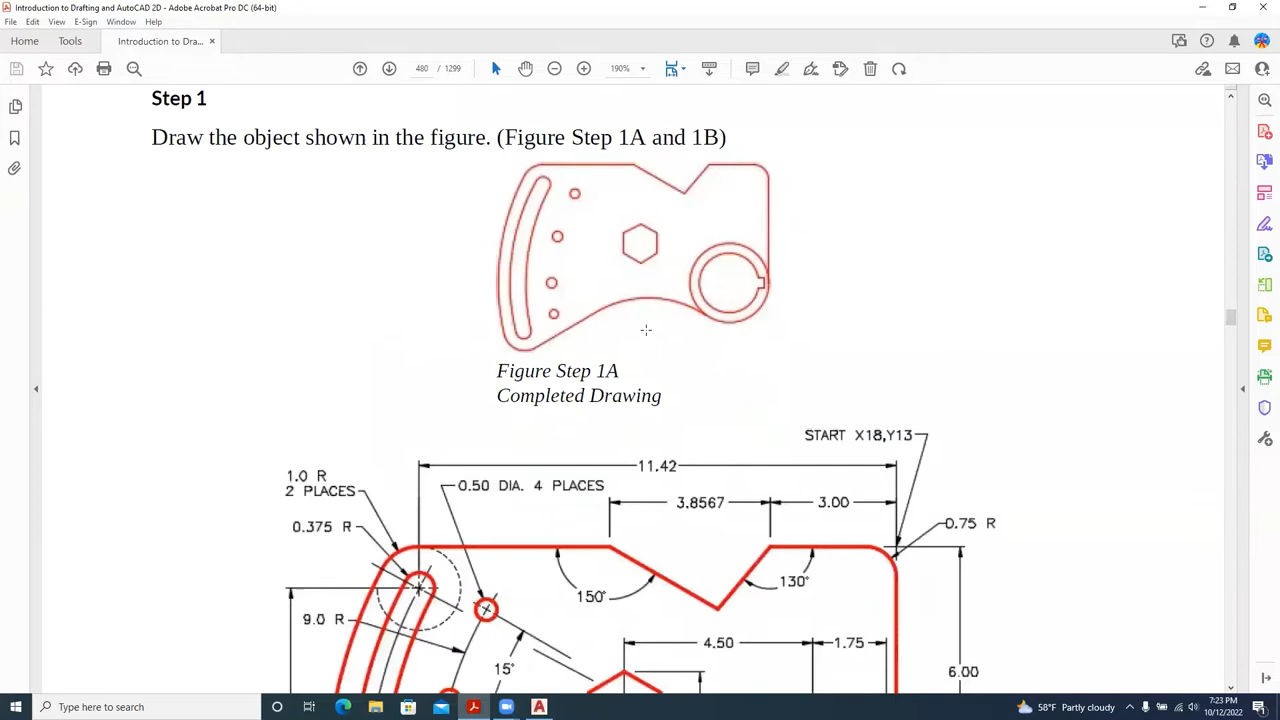 Introduction to Drafting and AutoCAD 2D - Adobe Acrobat Pro DC (64-bit)
File Edit View E-Sign Window Help
Home Tools Introduction to Dra... ×
480 / 1299 190%
Step 1
Draw the object shown in the figure. (Figure Step 1A and 1B)
Figure Step 1A
Completed Drawing
START X18,Y13
11.42
1.0 R
2 PLACES
0.50 DIA. 4 PLACES
3.8567
3.00
0.375 R
0.75 R
150°
130°
9.0 R
4.50
1.75
15°
6.00
Type here to search
58°F Partly cloudy
7:23 PM
10/12/2022